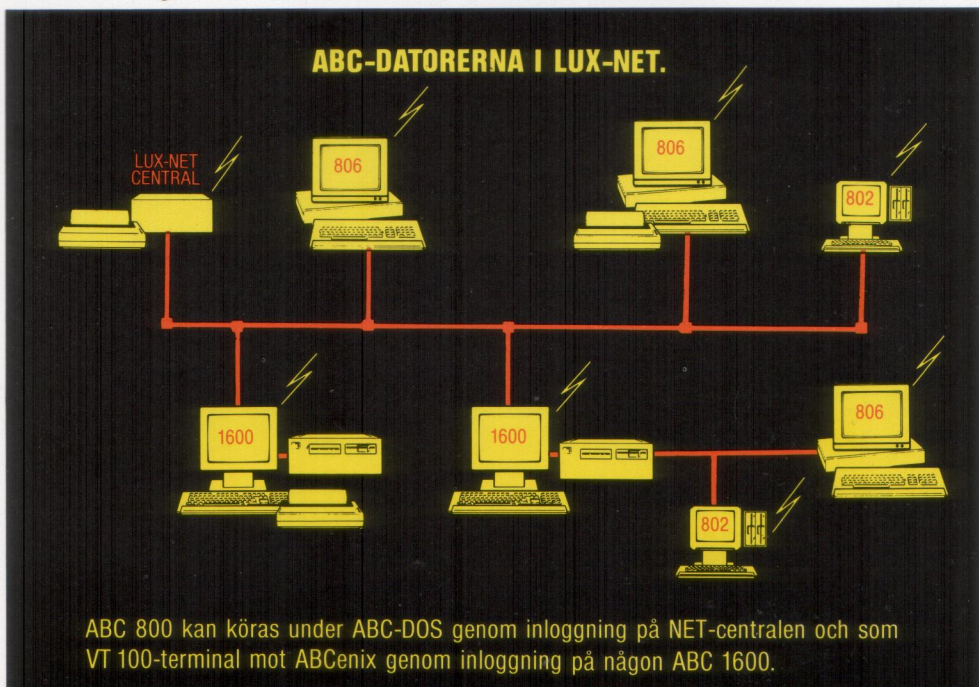 ABC-DATORERNA I LUX-NET.
LUX-NET
CENTRAL
806
806
802
1600
1600
806
802
ABC 800 kan köras under ABC-DOS genom inloggning på NET-centralen och som
VT 100-terminal mot ABCenix genom inloggning på någon ABC 1600.